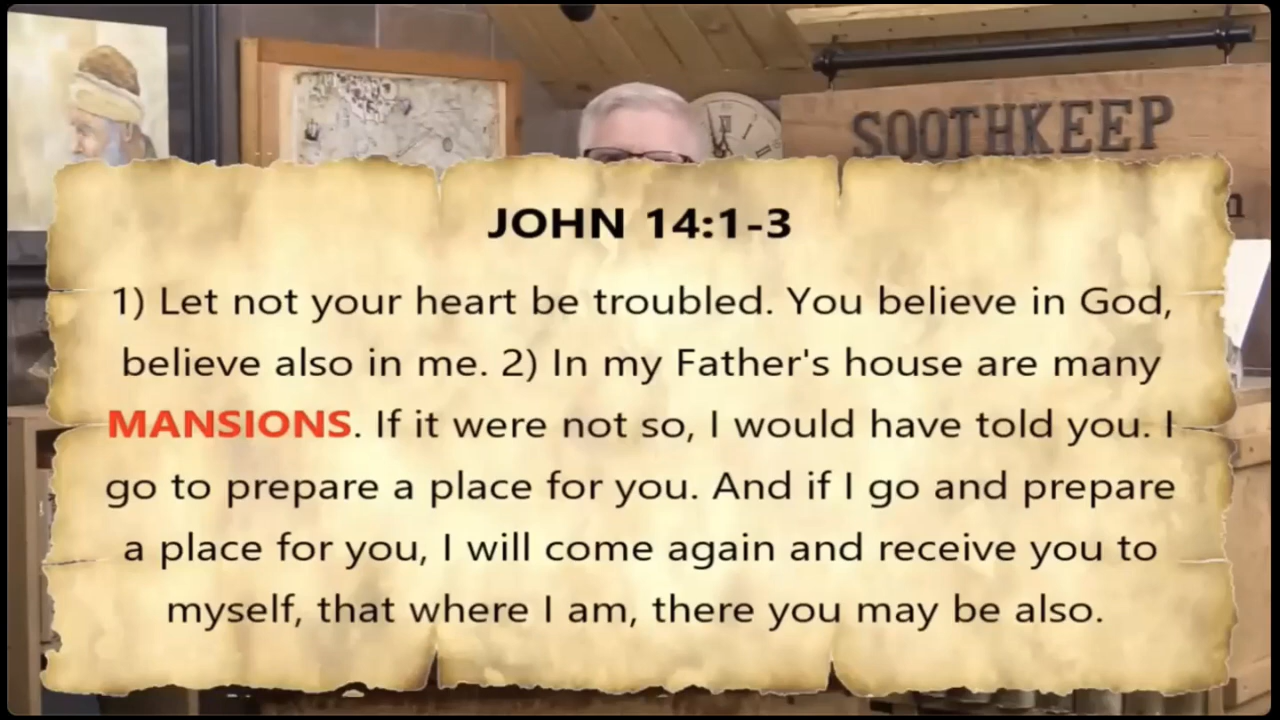 SOOTHKEEP
JOHN 14:1-3
1) Let not your heart be troubled. You believe in God,
believe also in me. 2) In my Father's house are many
MANSIONS. If it were not so, I would have told you. I
go to prepare a place for you. And if I go and prepare
a place for you, I will come again and receive you to
myself, that where I am, there you may be also.